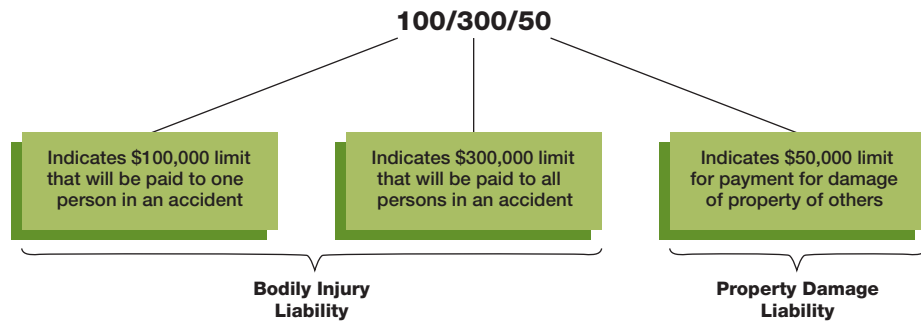 100/300/50
Indicates $100,000 limit
that will be paid to one
person in an accident
Indicates $300,000 limit
that will be paid to all
persons in an accident
Indicates $50,000 limit
for payment for damage
of property of others
Bodily Injury
Liability
Property Damage
Liability